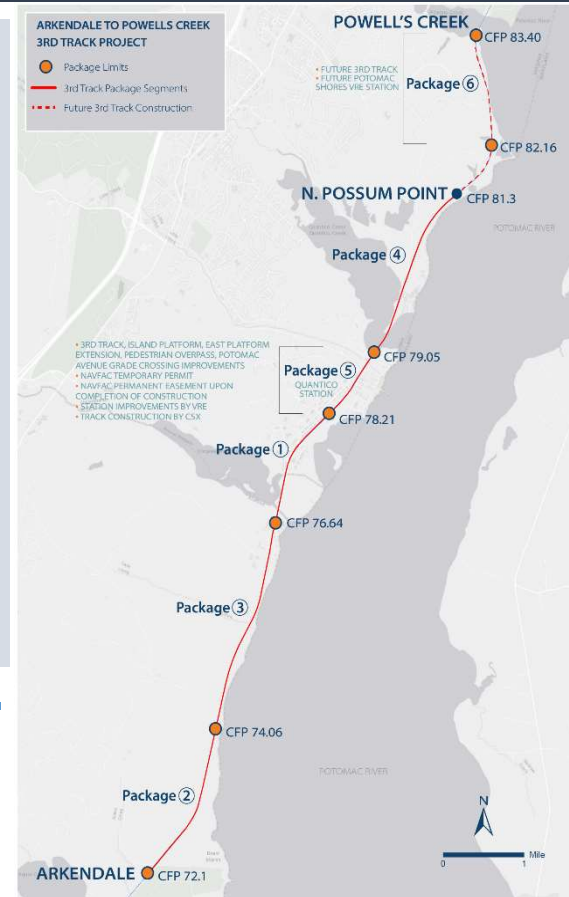 ARKENDALE TO POWELLS CREEK
3RD TRACK PROJECT
Package Limits
3rd Track Package Segments
Future 3rd Track Construction
POWELL'S CREEK
CFP 83.40
• FUTURE 3RD TRACK
• FUTURE POTOMAC
SHORES VRE STATION
Package 6
CFP 82.16
N. POSSUM POINT
CFP 81.3
POTOMAC RIVER
Package 4
• 3RD TRACK, ISLAND PLATFORM, EAST PLATFORM
EXTENSION, PEDESTRIAN OVERPASS, POTOMAC
AVENUE GRADE CROSSING IMPROVEMENTS
• NAVFAC TEMPORARY PERMIT
• NAVFAC PERMANENT EASEMENT UPON
COMPLETION OF CONSTRUCTION
• STATION IMPROVEMENTS BY VRE
• TRACK CONSTRUCTION BY CSX
CFP 79.05
Package 5
QUANTICO
STATION
CFP 78.21
Package 1
CFP 76.64
Package 3
CFP 74.06
POTOMAC RIVER
Package 2
N
Mile
0 1
ARKENDALE
CFP 72.1